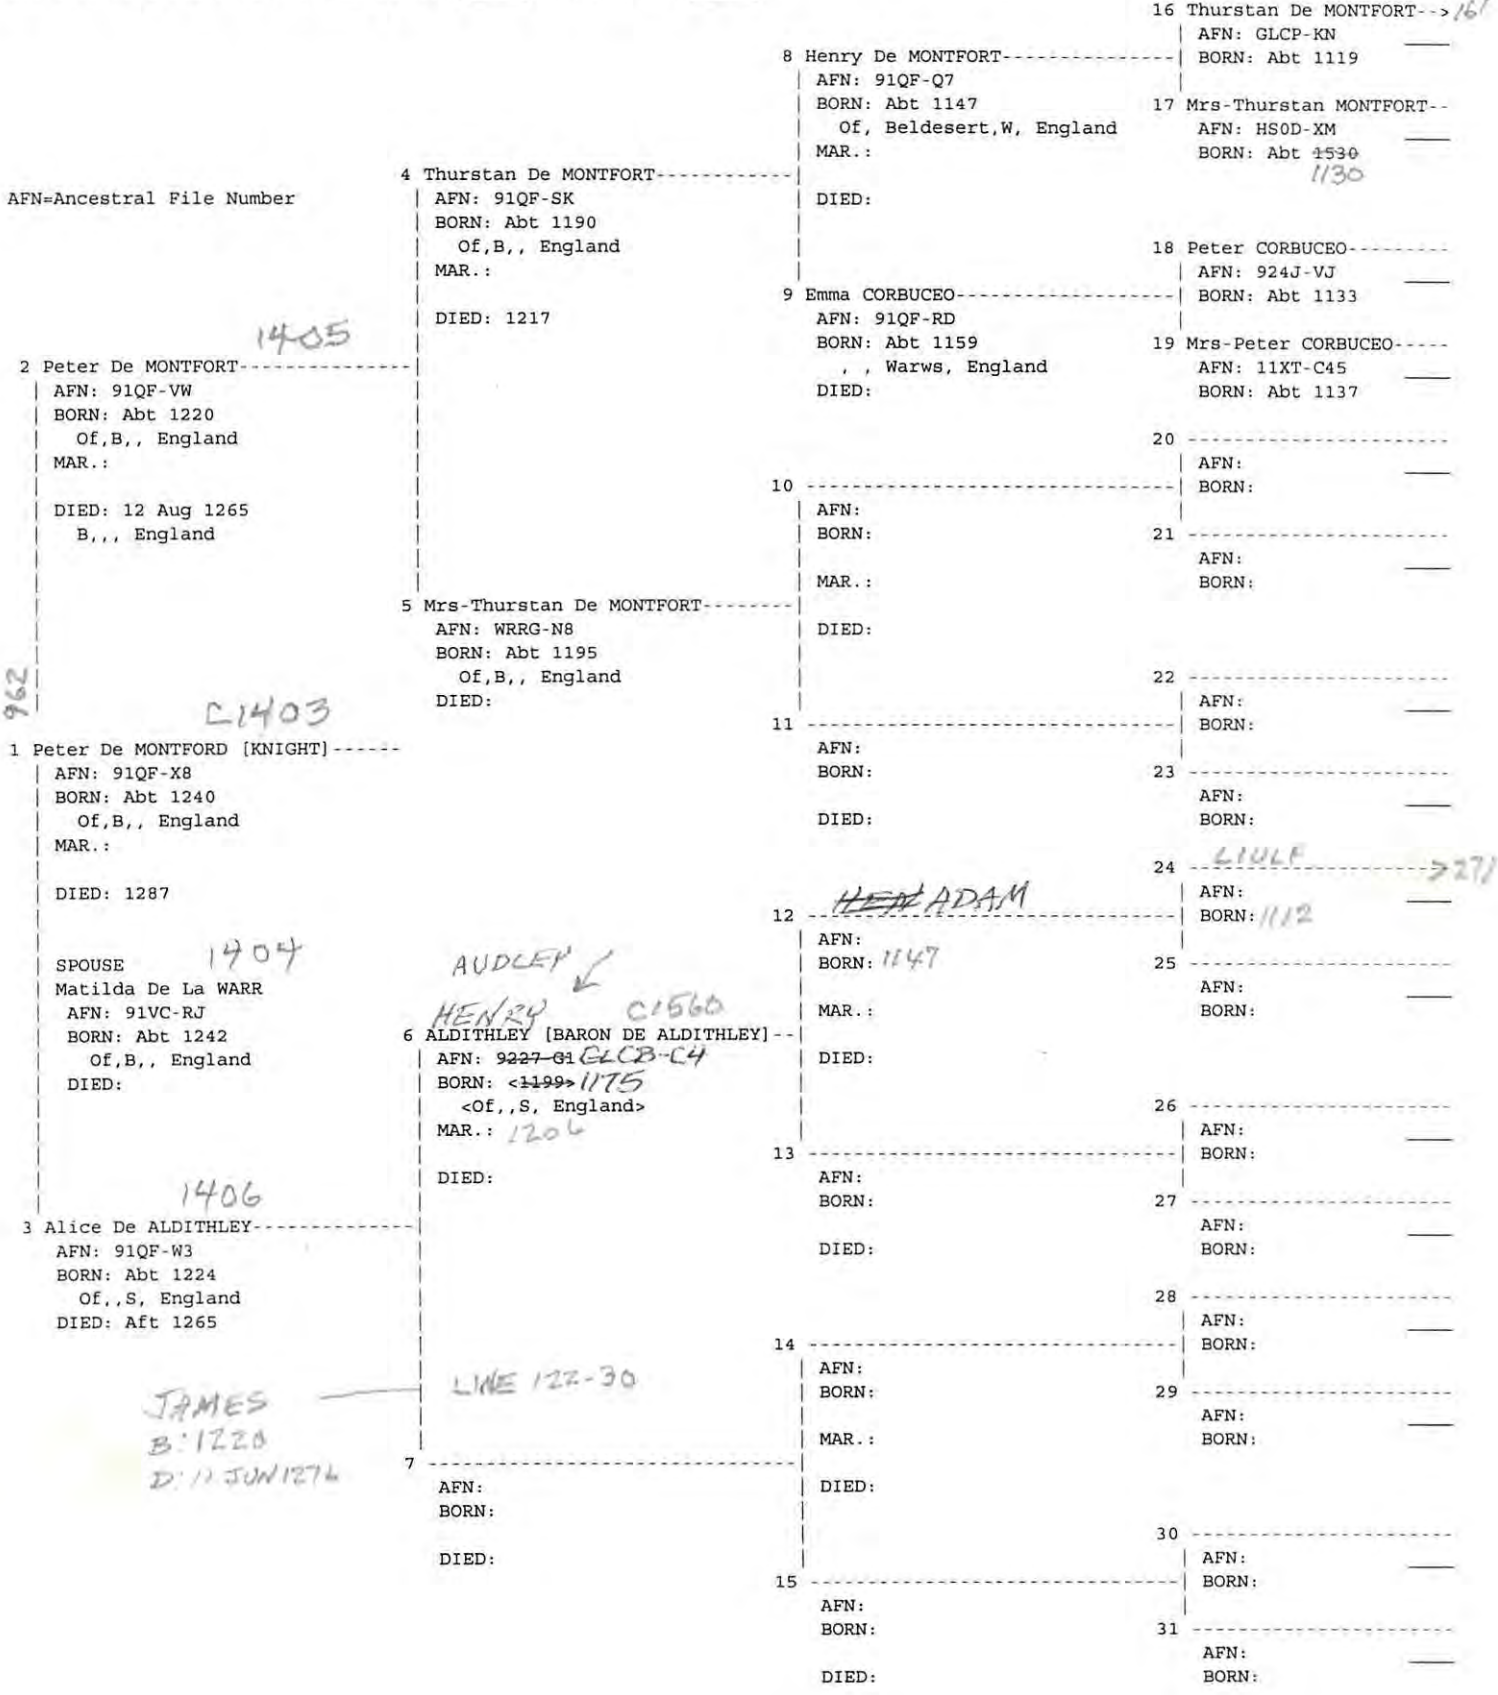 AFN=Ancestral File Number
1405
2 Peter De MONTFORT
AFN: 91QF-VW
BORN: Abt 1220
Of,B,, England
MAR.:
DIED: 12 Aug 1265
B,,, England
962
C1403
1 Peter De MONTFORD [KNIGHT]
AFN: 91QF-X8
BORN: Abt 1240
Of,B,, England
MAR.:
DIED: 1287
1404
SPOUSE
Matilda De La WARR
AFN: 91VC-RJ
BORN: Abt 1242
Of,B,, England
DIED:
1406
3 Alice De ALDITHLEY
AFN: 91QF-W3
BORN: Abt 1224
Of,,S, England
DIED: Aft 1265
JAMES
B:1220
D: 11 JUN 1276
4 Thurstan De MONTFORT
AFN: 91QF-SK
BORN: Abt 1190
Of,B,, England
MAR.:
DIED: 1217
5 Mrs-Thurstan De MONTFORT
AFN: WRRG-N8
BORN: Abt 1195
Of,B,, England
DIED:
AUDLEY
HENRY C1560
6 ALDITHLEY [BARON DE ALDITHLEY]
AFN: 9227-G1 GLCB-C4
BORN: <1199> 1175
<Of,,S, England>
MAR.: 1206
DIED:
LINE 122-30
7
AFN:
BORN:
DIED:
8 Henry De MONTFORT
AFN: 91QF-Q7
BORN: Abt 1147
Of, Beldesert,W, England
MAR.:
DIED:
9 Emma CORBUCEO
AFN: 91QF-RD
BORN: Abt 1159
, , Warws, England
DIED:
10
AFN:
BORN:
MAR.:
DIED:
11
AFN:
BORN:
DIED:
12 HEN ADAM
AFN:
BORN: 1147
MAR.:
DIED:
13
AFN:
BORN:
DIED:
14
AFN:
BORN:
MAR.:
DIED:
15
AFN:
BORN:
DIED:
16 Thurstan De MONTFORT-->
AFN: GLCP-KN
BORN: Abt 1119
17 Mrs-Thurstan MONTFORT--
AFN: HS0D-XM
BORN: Abt 1530
1130
18 Peter CORBUCEO
AFN: 924J-VJ
BORN: Abt 1133
19 Mrs-Peter CORBUCEO
AFN: 11XT-C45
BORN: Abt 1137
20
AFN:
BORN:
21
AFN:
BORN:
22
AFN:
BORN:
23
AFN:
BORN:
24 LIULF > 271
AFN:
BORN: 1112
25
AFN:
BORN:
26
AFN:
BORN:
27
AFN:
BORN:
28
AFN:
BORN:
29
AFN:
BORN:
30
AFN:
BORN:
31
AFN:
BORN: